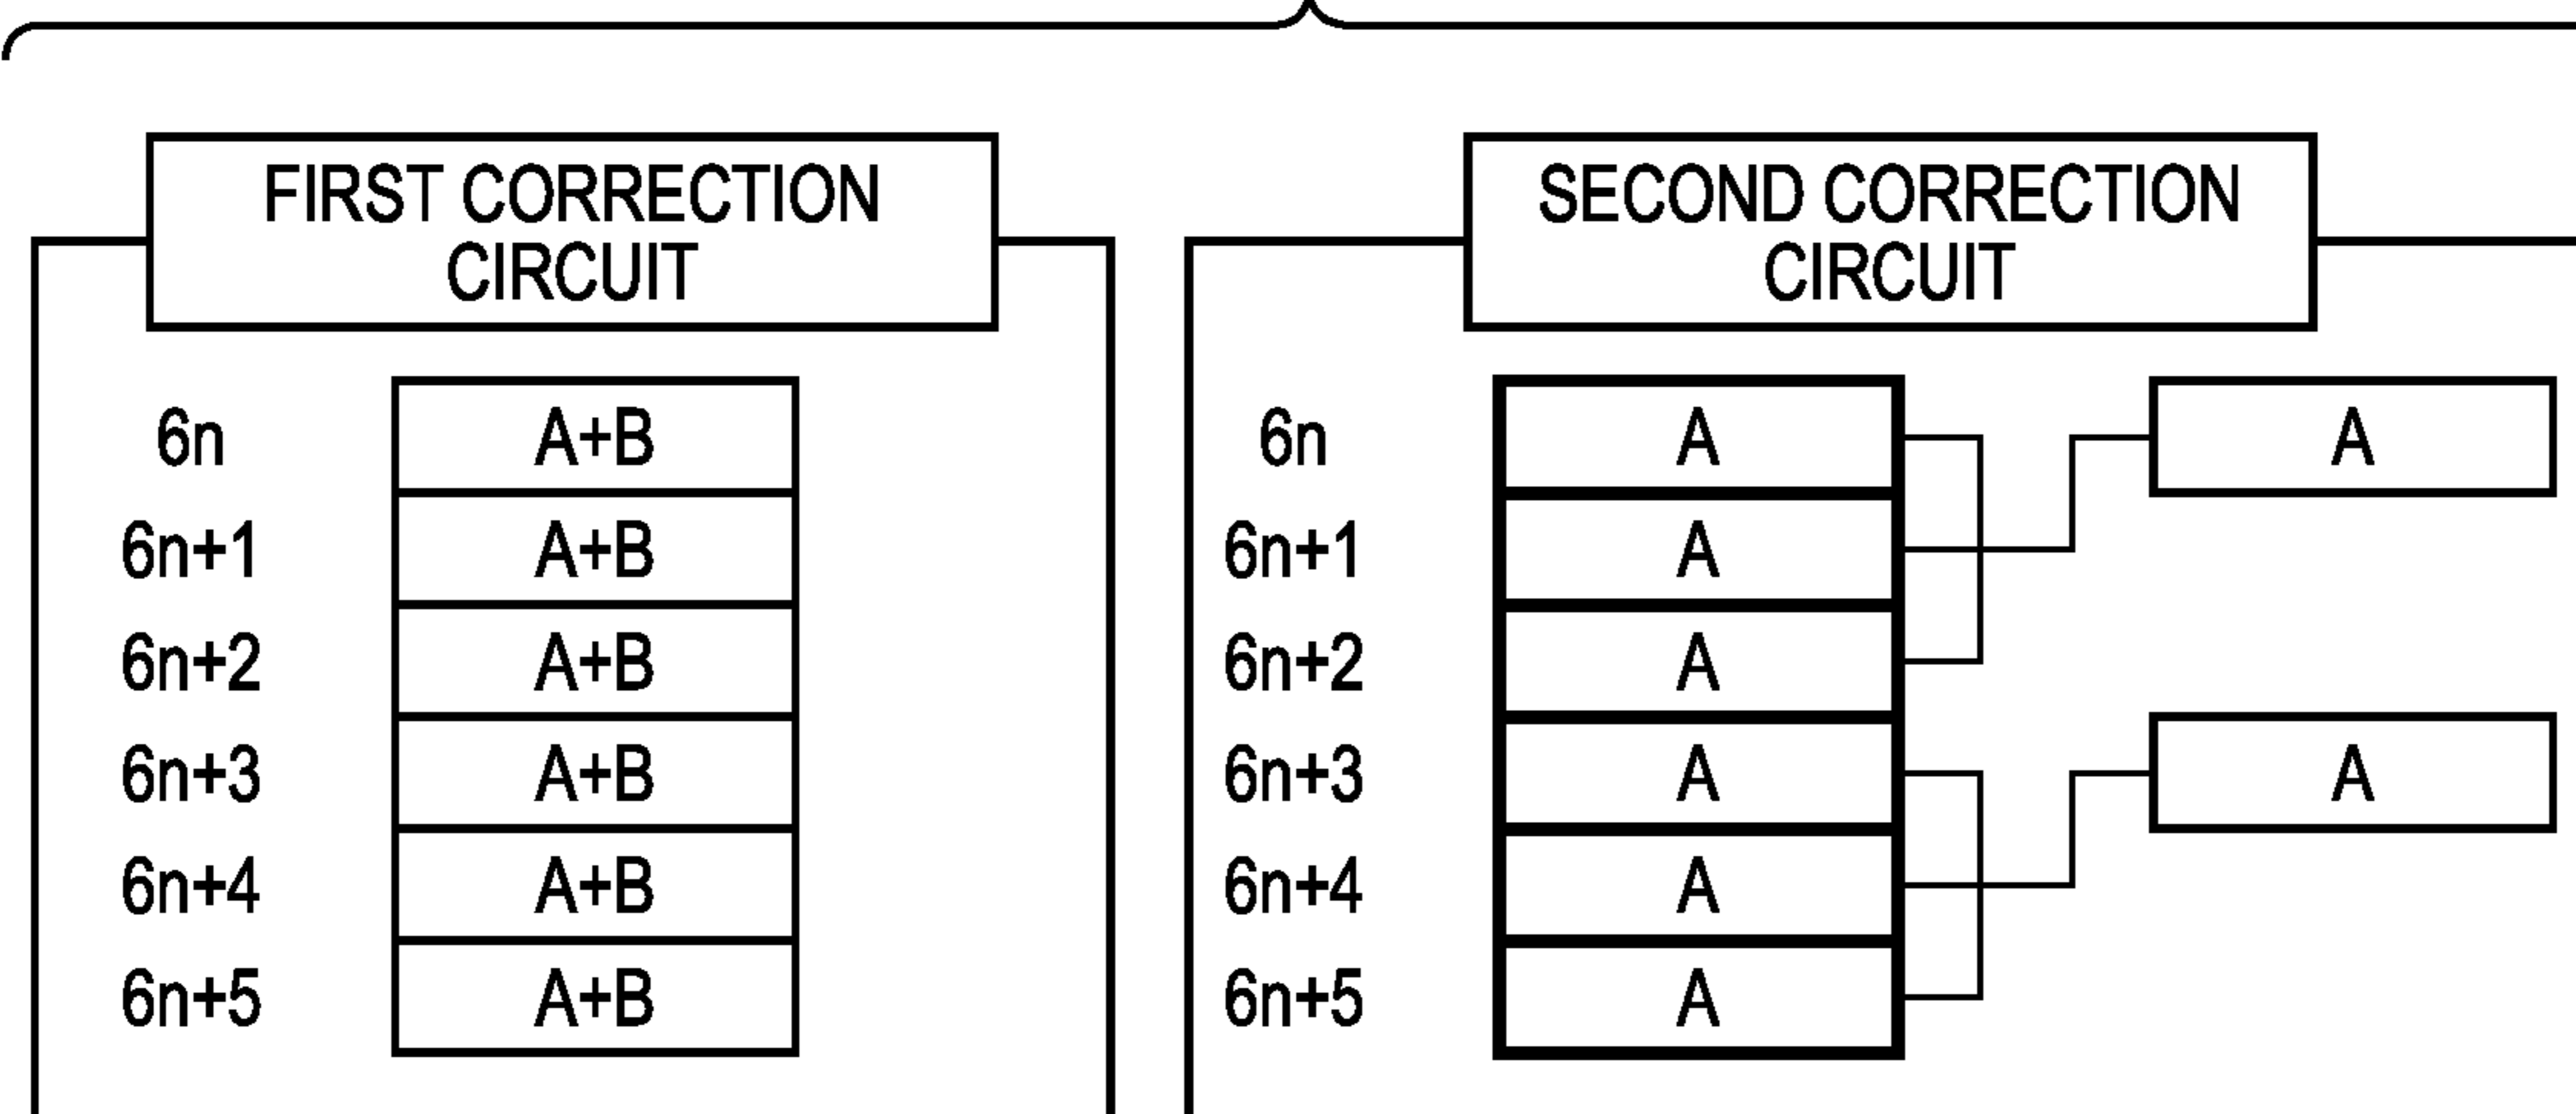 FIRST CORRECTION
CIRCUIT
6n A+B
6n+1 A+B
6n+2 A+B
6n+3 A+B
6n+4 A+B
6n+5 A+B
SECOND CORRECTION
CIRCUIT
6n A A
6n+1 A
6n+2 A
6n+3 A A
6n+4 A
6n+5 A